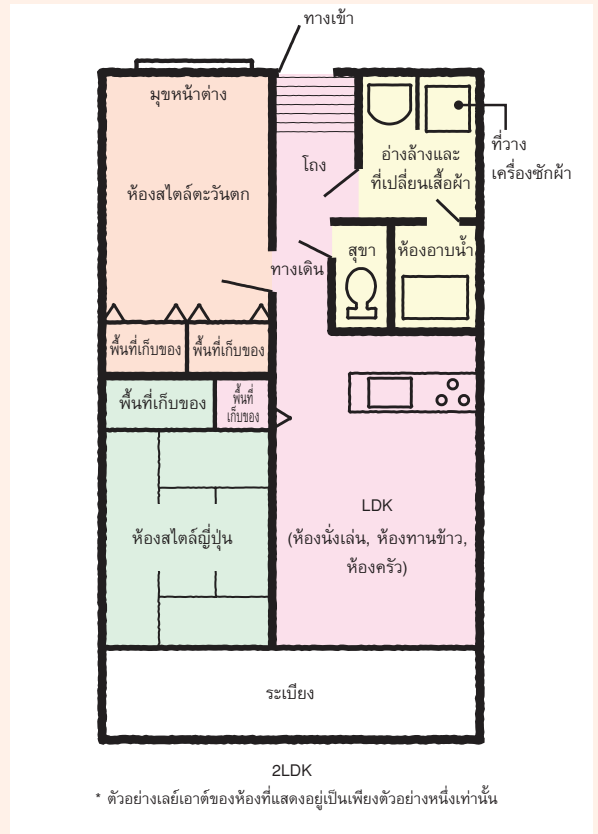 ทางเข้า
มุขหน้าต่าง
ที่วาง
เครื่องซักผ้า
อ่างล้างและ
ที่เปลี่ยนเสื้อผ้า
โถง
ห้องสไตล์ตะวันตก
สุขา
ห้องอาบน้ำ
ทางเดิน
พื้นที่เก็บของ
พื้นที่เก็บของ
พื้นที่เก็บของ
พื้นที่
เก็บของ
LDK
(ห้องนั่งเล่น, ห้องทานข้าว,
ห้องครัว)
ห้องสไตล์ญี่ปุ่น
ระเบียง
2LDK
* ตัวอย่างเลย์เอาต์ของห้องที่แสดงอยู่เป็นเพียงตัวอย่างหนึ่งเท่านั้น